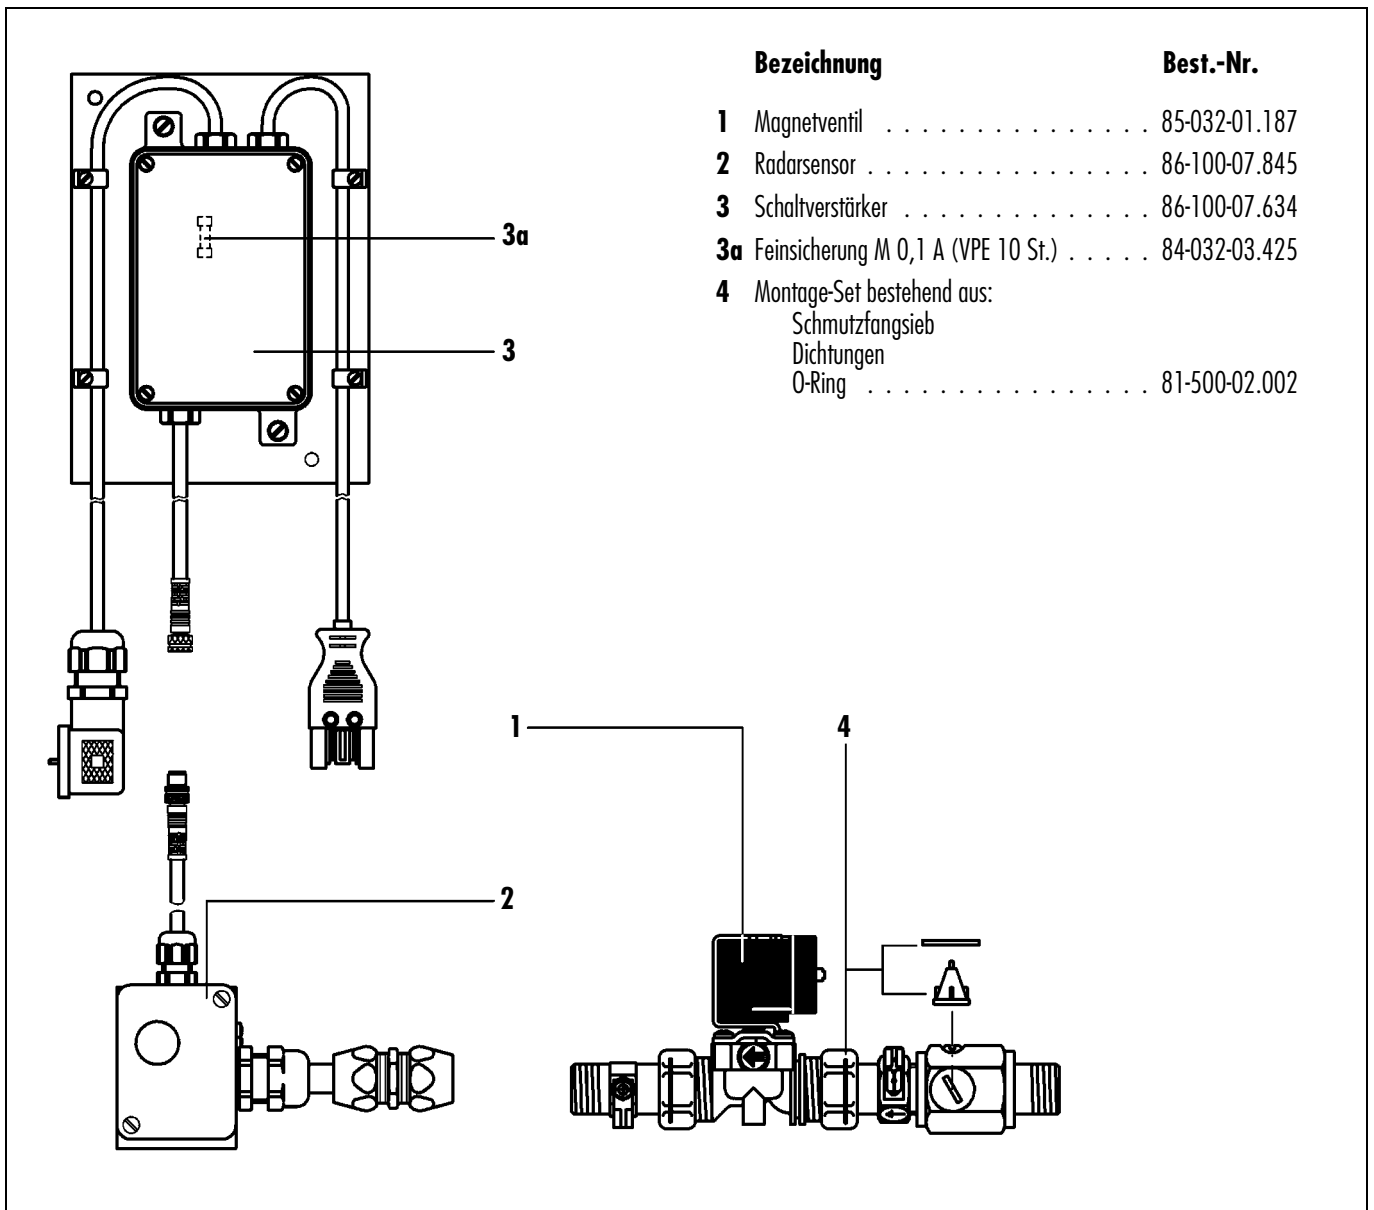 Bezeichnung Best.-Nr.
1 Magnetventil . . . . . . . . . . . . . . . 85-032-01.187
2 Radarsensor . . . . . . . . . . . . . . . . 86-100-07.845
3 Schaltverstärker . . . . . . . . . . . . . . 86-100-07.634
3a Feinsicherung M 0,1 A (VPE 10 St.) . . . . . 84-032-03.425
4 Montage-Set bestehend aus:
Schmutzfangsieb
Dichtungen
O-Ring . . . . . . . . . . . . . . . . 81-500-02.002
3a
3
1
4
2